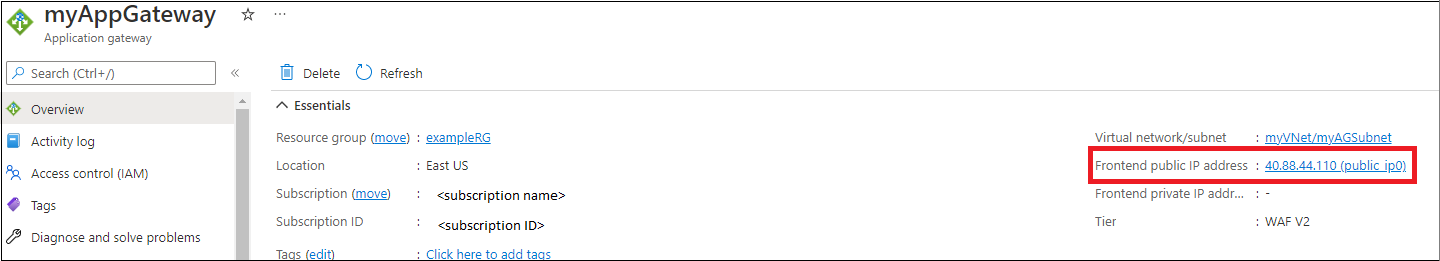 myAppGateway ☆ ...
Application gateway
Search (Ctrl+/) «
Overview
Activity log
Access control (IAM)
Tags
Diagnose and solve problems
Delete Refresh
Essentials
Resource group (move) : exampleRG
Location : East US
Subscription (move) : <subscription name>
Subscription ID : <subscription ID>
Tags (edit) : Click here to add tags
Virtual network/subnet : myVNet/myAGSubnet
Frontend public IP address : 40.88.44.110 (public_ip0)
Frontend private IP addr... : -
Tier : WAF V2